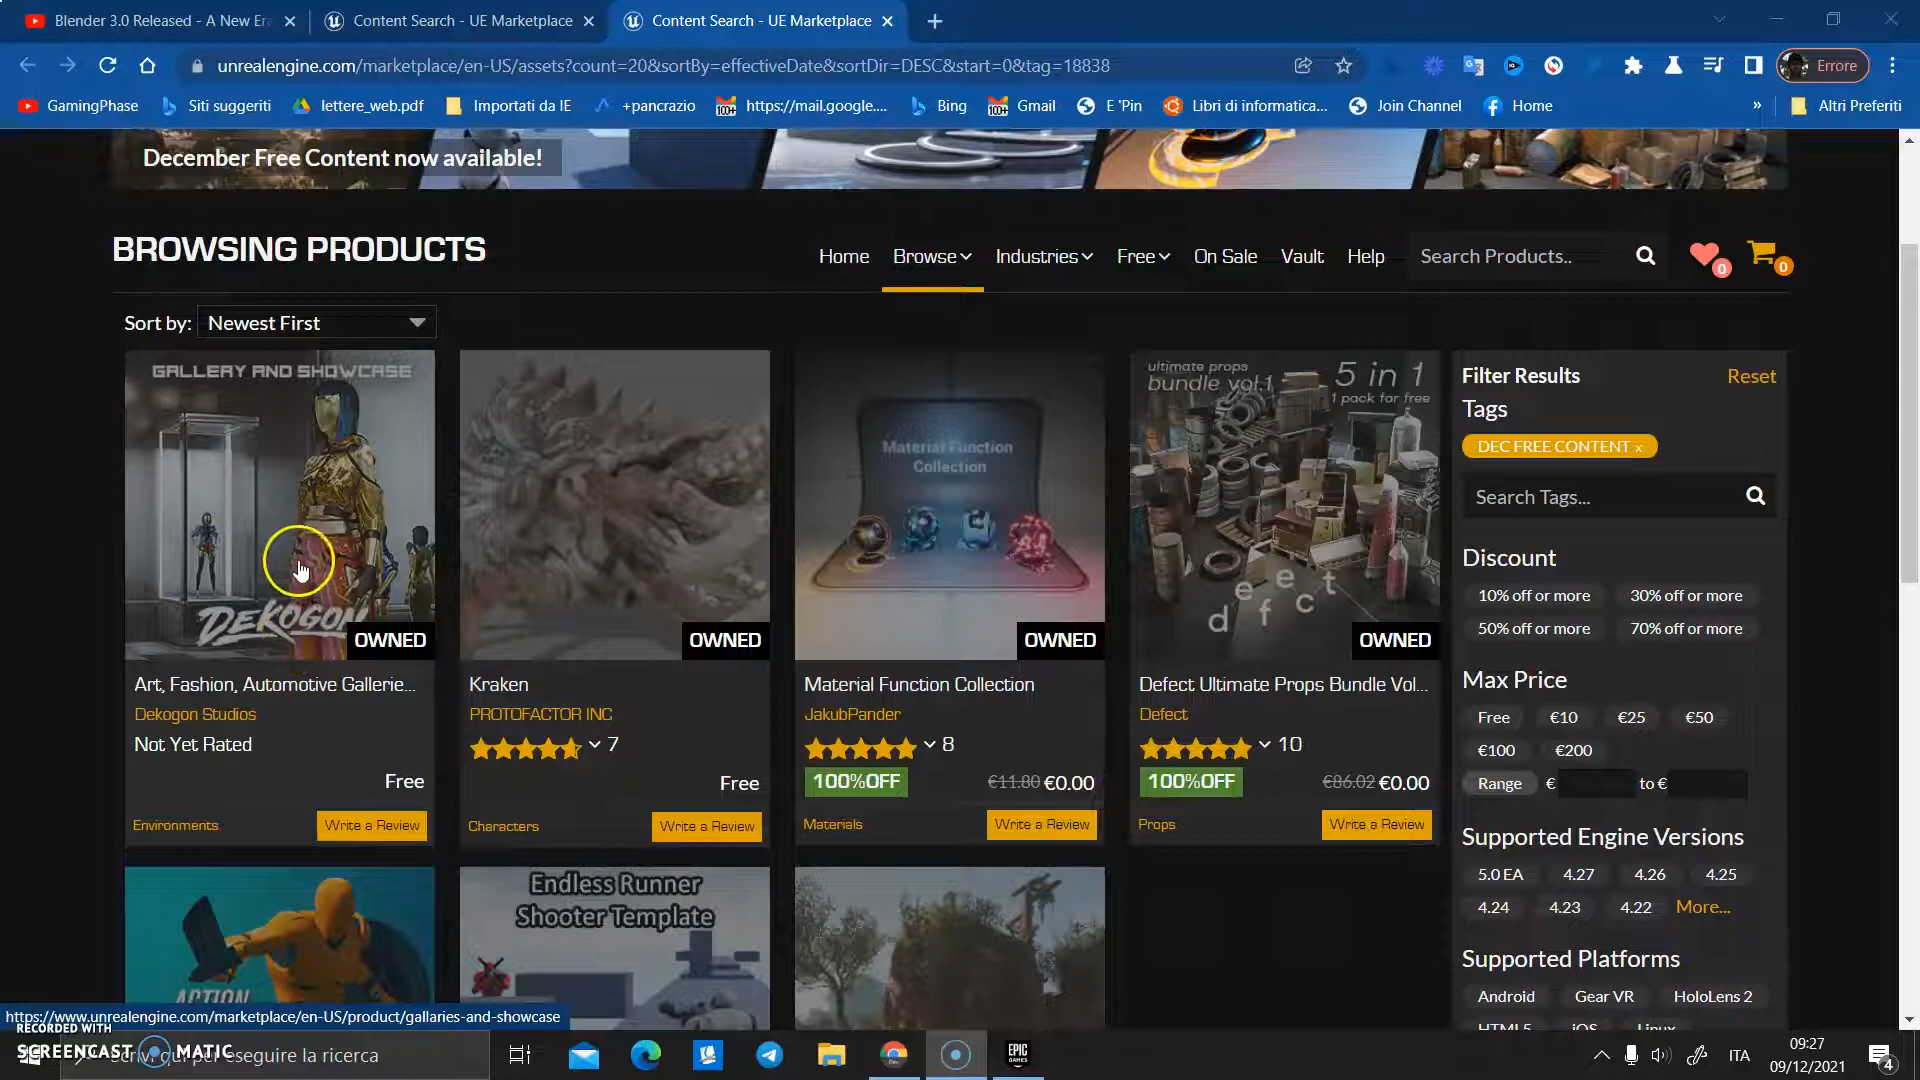 Blender 3.0 Released - A New Era
Content Search - UE Marketplace
Content Search - UE Marketplace
unrealengine.com/marketplace/en-US/assets?count=20&sortBy=effectiveDate&sortDir=DESC&start=0&tag=18838
Errore
GamingPhase
Siti suggeriti
lettere_web.pdf
Importati da IE
+pancrazio
https://mail.google....
Bing
Gmail
E 'Pin
Libri di informatica...
Join Channel
Home
»
Altri Preferiti
December Free Content now available!
BROWSING PRODUCTS
Home
Browse
Industries
Free
On Sale
Vault
Help
Search Products..
0
0
Sort by:
Newest First
GALLERY AND SHOWCASE
DEKOGON
OWNED
Art, Fashion, Automotive Gallerie...
Dekogon Studios
Not Yet Rated
Free
Environments
Write a Review
OWNED
Kraken
PROTOFACTOR INC
7
Free
Characters
Write a Review
Material Function
Collection
OWNED
Material Function Collection
JakubPander
8
100%OFF
€11.80 €0.00
Materials
Write a Review
ultimate props
bundle vol.1
5 in 1
1 pack for free
defect
OWNED
Defect Ultimate Props Bundle Vol...
Defect
10
100%OFF
€86.02 €0.00
Props
Write a Review
ACTION
Endless Runner
Shooter Template
Filter Results
Reset
Tags
DEC FREE CONTENT x
Search Tags...
Discount
10% off or more
30% off or more
50% off or more
70% off or more
Max Price
Free
€10
€25
€50
€100
€200
Range
€
to €
Supported Engine Versions
5.0 EA
4.27
4.26
4.25
4.24
4.23
4.22
More...
Supported Platforms
Android
Gear VR
HoloLens 2
HTML5
iOS
Linux
https://www.unrealengine.com/marketplace/en-US/product/gallaries-and-showcase
RECORDED WITH
SCREENCAST MATIC
Scrivi qui per eseguire la ricerca
EPIC
GAMES
ITA
09:27
09/12/2021
4